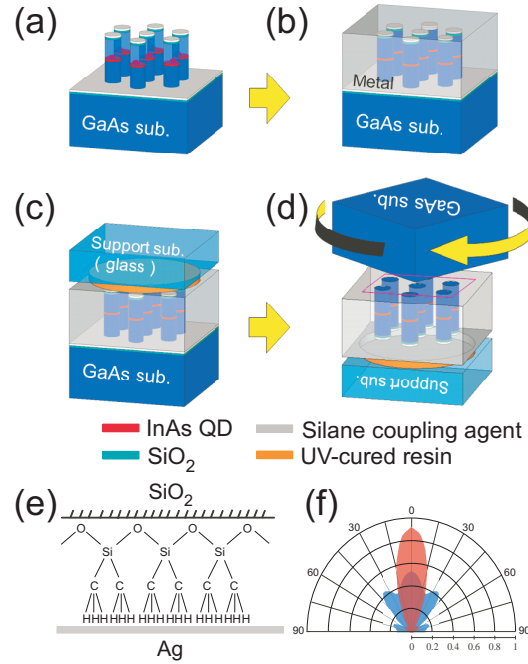 (a)
(b)
GaAs sub.
Metal
GaAs sub.
(c)
(d)
Support sub.
( glass )
GaAs sub.
GaAs sub.
Support sub.
InAs QD
Silane coupling agent
SiO2
UV-cured resin
(e)
(f)
SiO2
O O O O
Si Si Si
C C C C C C
HHH HHH HHH HHH HHH HHH
Ag
0
30 30
60 60
90 90
0 0.2 0.4 0.6 0.8 1